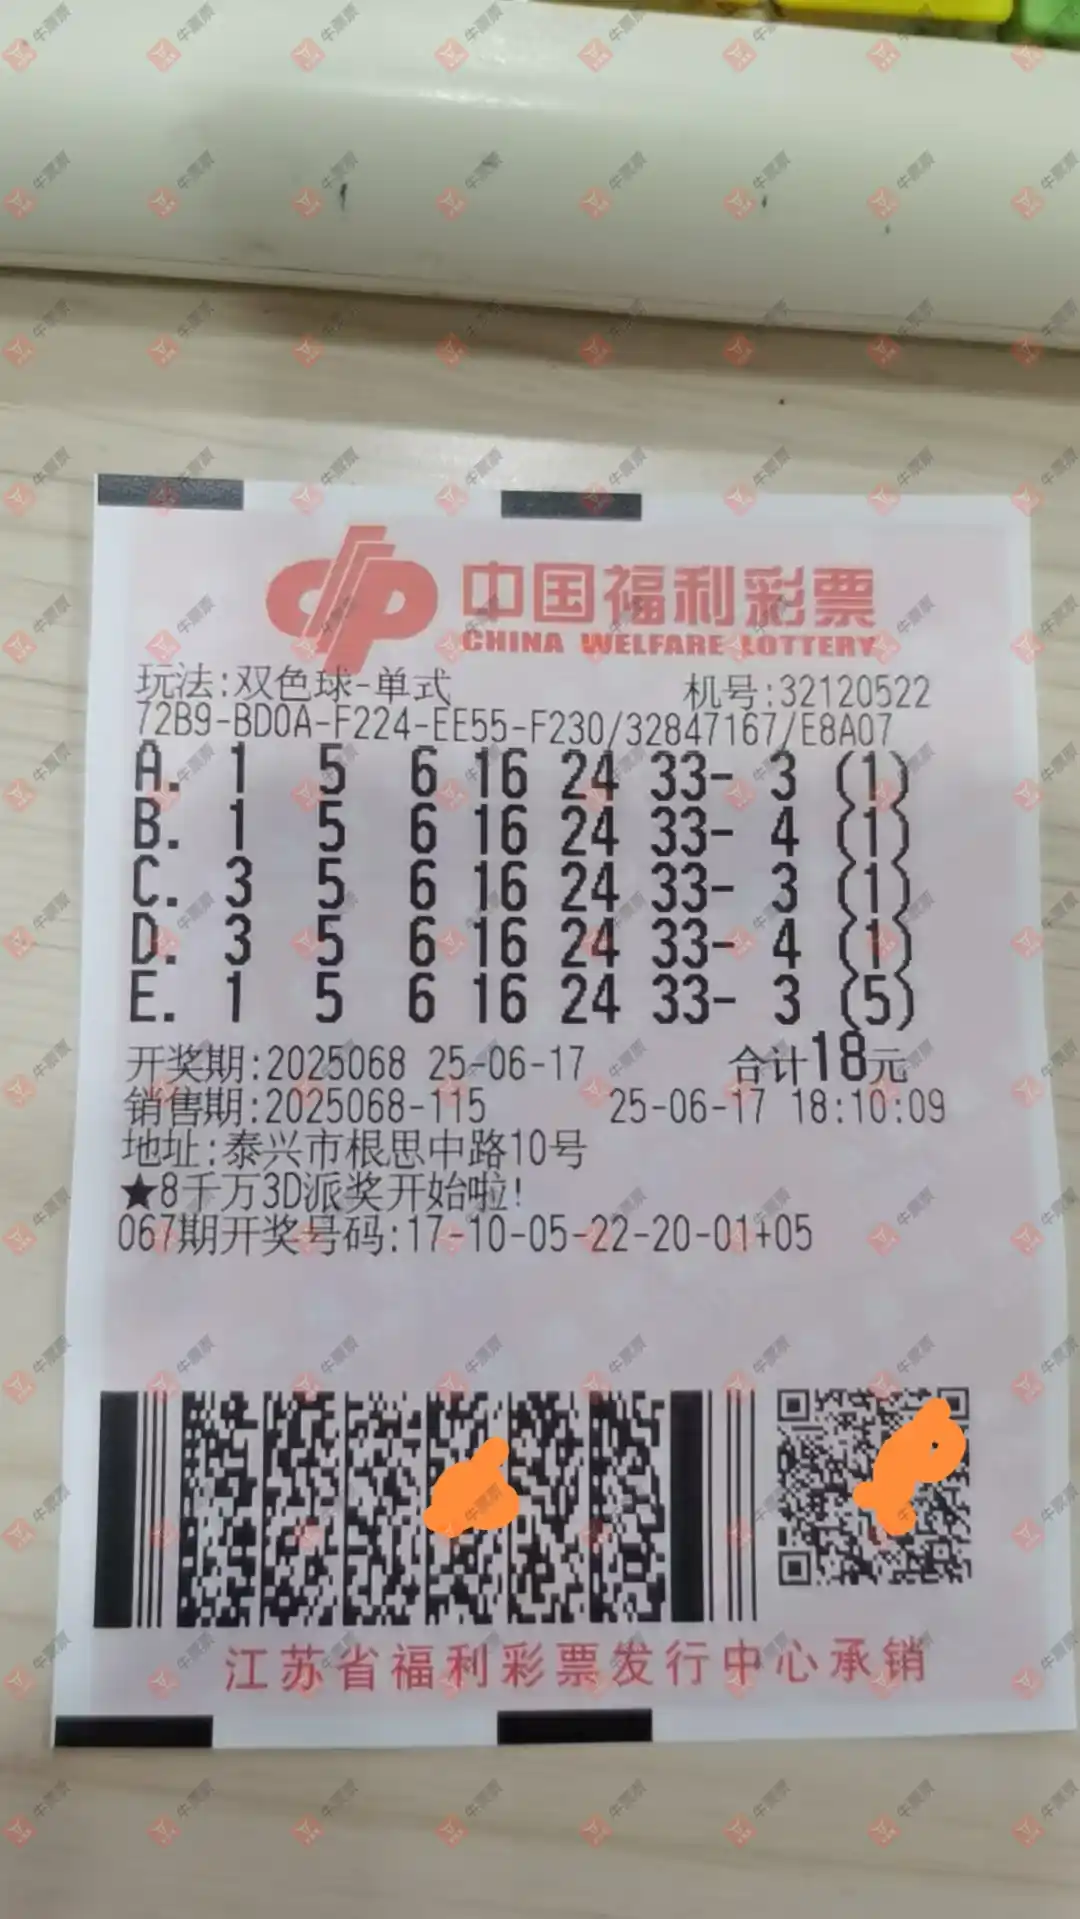 中国福利彩票
CHINA WELFARE LOTTERY
玩法:双色球-单式 机号:32120522
72B9-BD0A-F224-EE55-F230/32847167/E8A07
A. 1 5 6 16 24 33- 3 (1)
B. 1 5 6 16 24 33- 4 (1)
C. 3 5 6 16 24 33- 3 (1)
D. 3 5 6 16 24 33- 4 (1)
E. 1 5 6 16 24 33- 3 (5)
开奖期:2025068 25-06-17 合计18元
销售期:2025068-115 25-06-17 18:10:09
地址:泰兴市根思中路10号
★8千万3D派奖开始啦!
067期开奖号码:17-10-05-22-20-01+05
江苏省福利彩票发行中心承销
牛票票